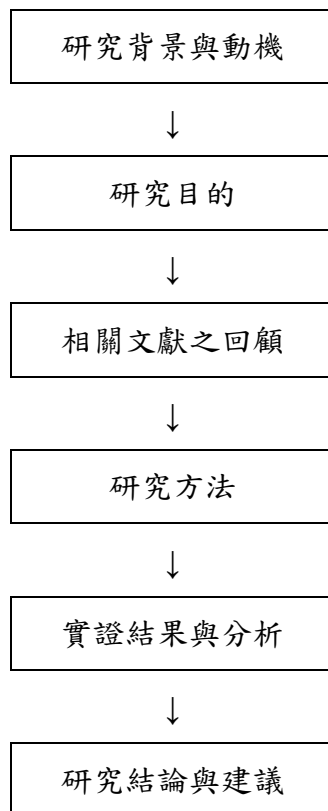 研究背景與動機
↓
研究目的
↓
相關文獻之回顧
↓
研究方法
↓
實證結果與分析
↓
研究結論與建議